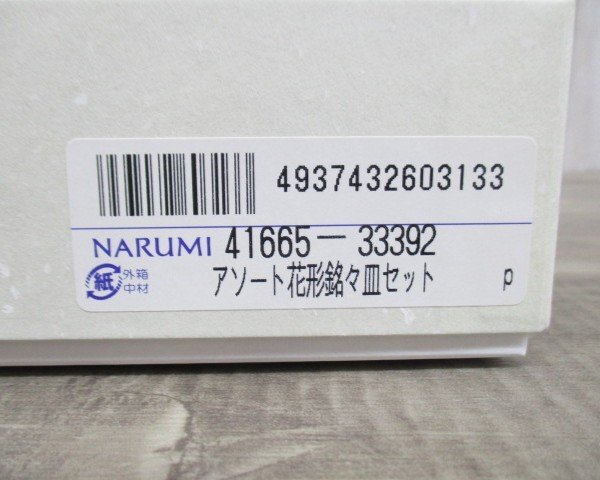 4937432603133
NARUMI 41665－33392
紙 外箱
中材
アソート花形銘々皿セット p